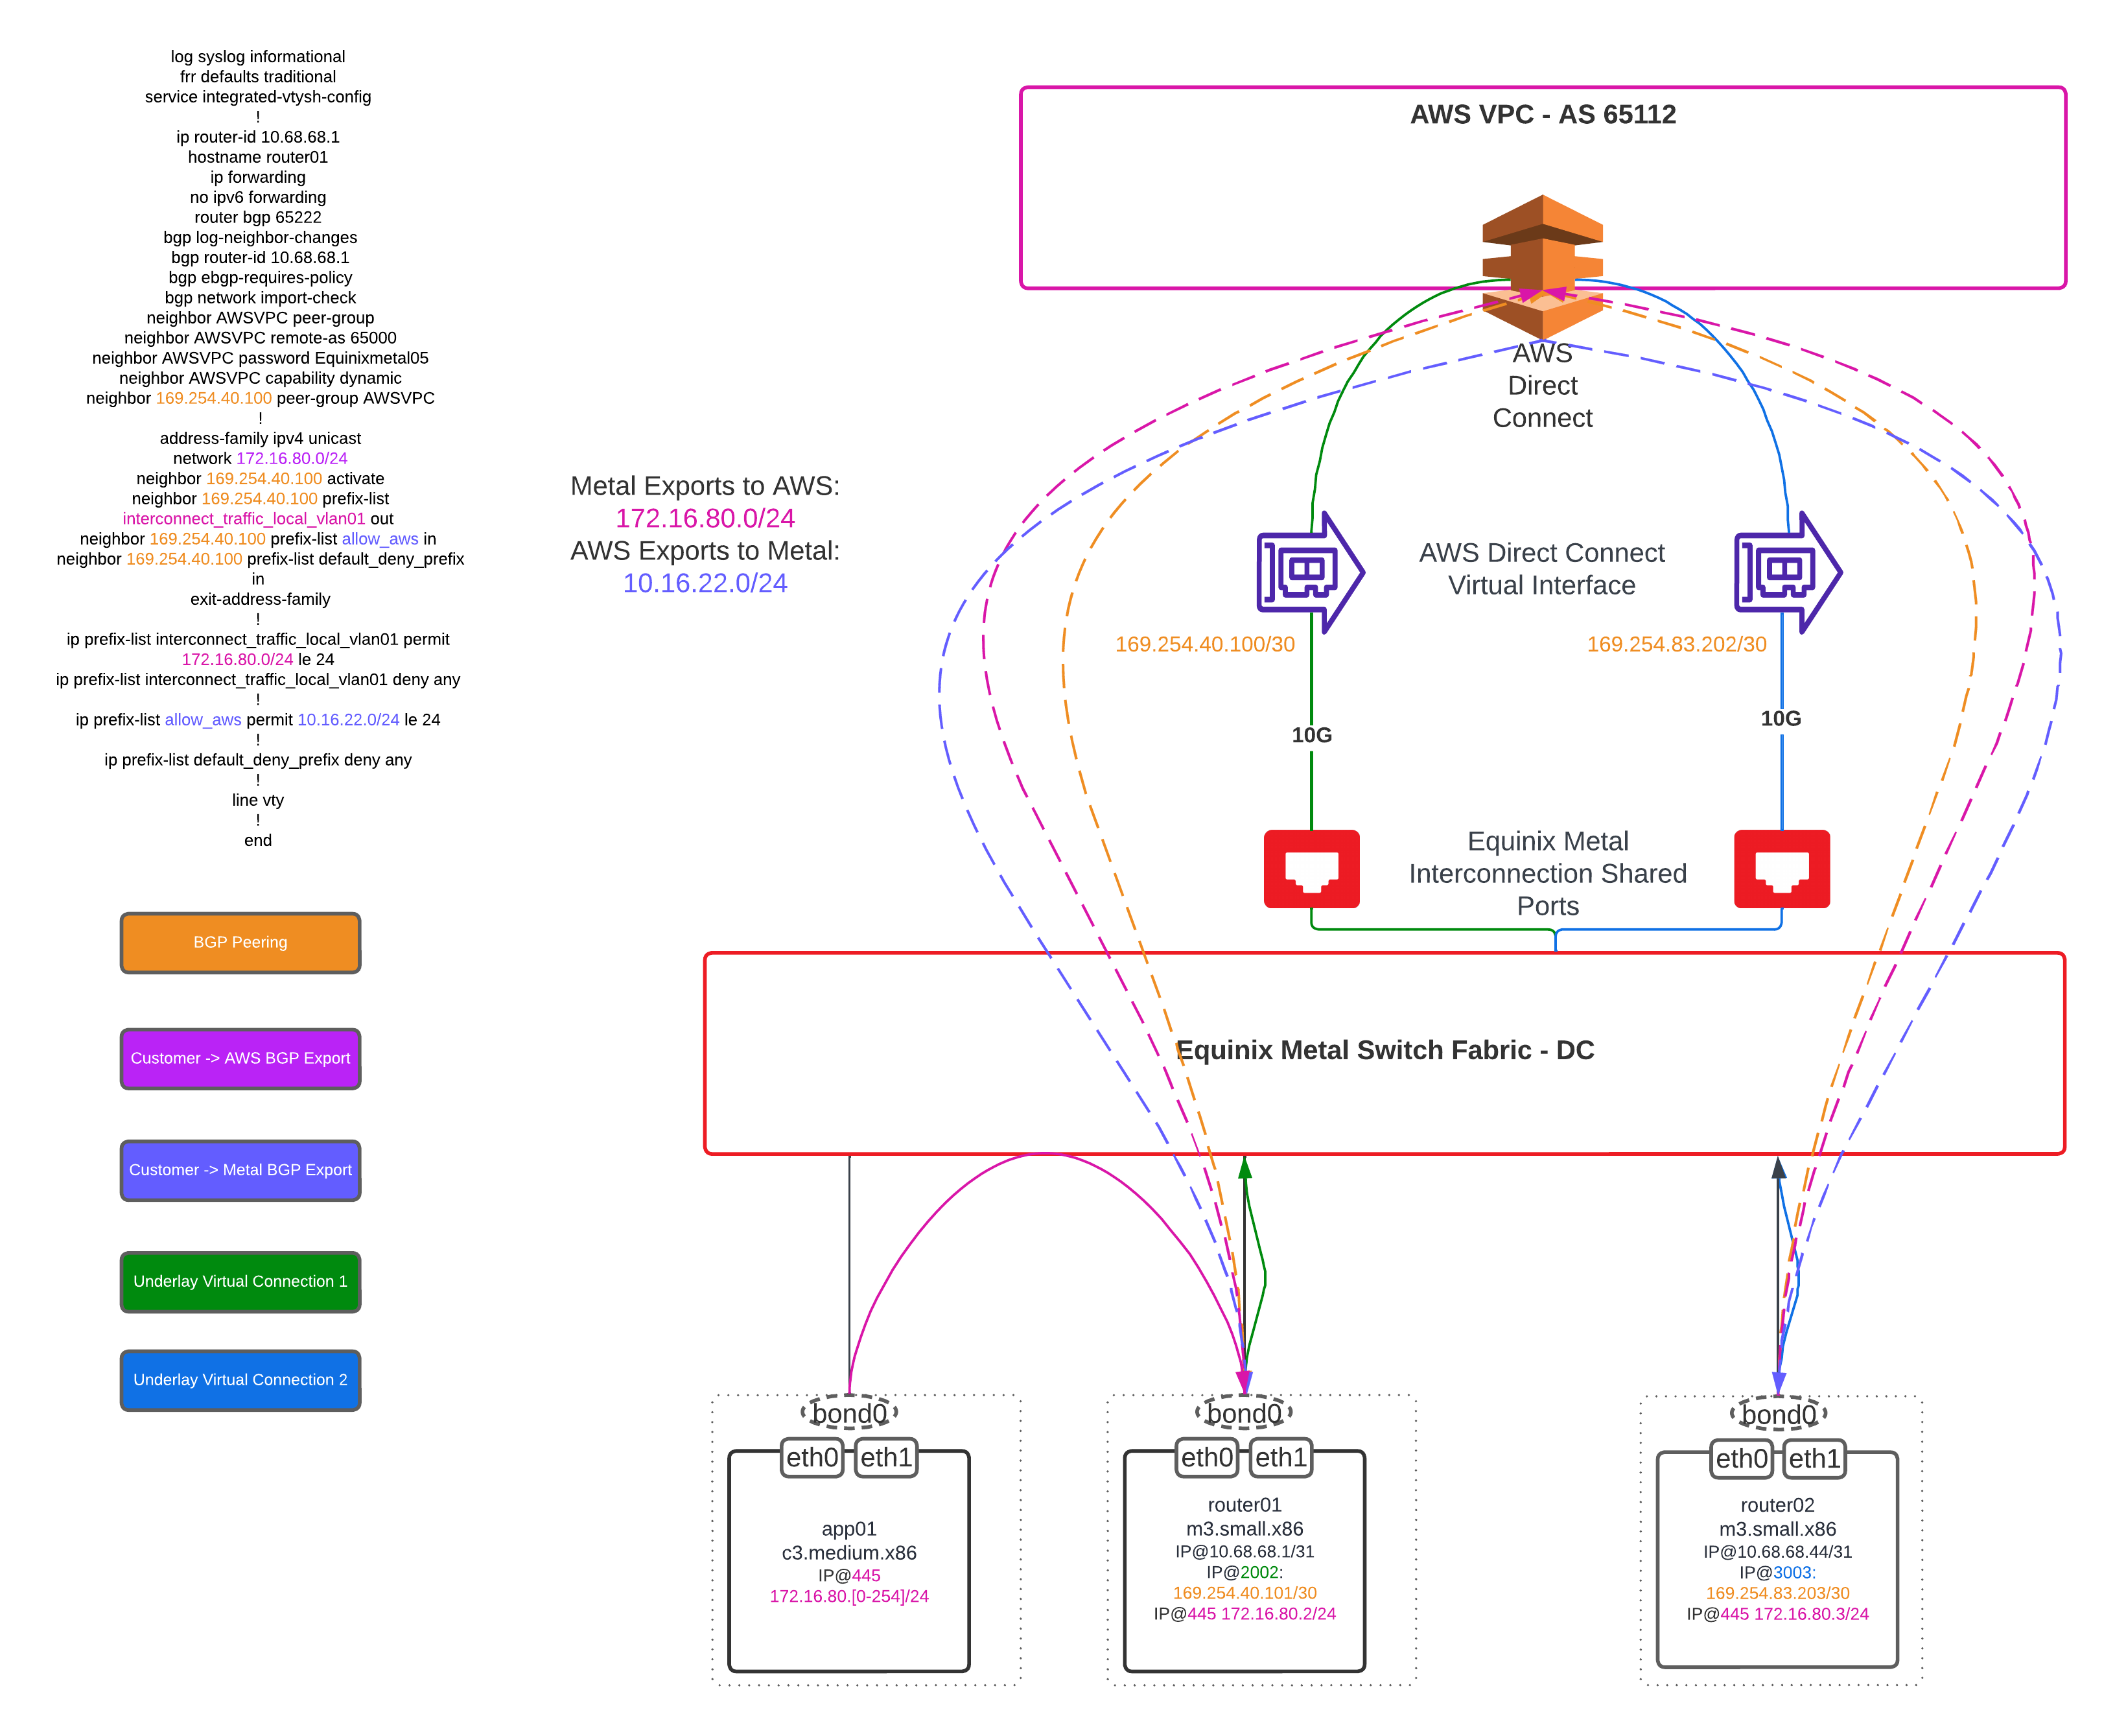 log syslog informational
frr defaults traditional
service integrated-vtysh-config
!
ip router-id 10.68.68.1
hostname router01
ip forwarding
no ipv6 forwarding
router bgp 65222
bgp log-neighbor-changes
bgp router-id 10.68.68.1
bgp ebgp-requires-policy
bgp network import-check
neighbor AWSVPC peer-group
neighbor AWSVPC remote-as 65000
neighbor AWSVPC password Equinixmetal05
neighbor AWSVPC capability dynamic
neighbor 169.254.40.100 peer-group AWSVPC
!
address-family ipv4 unicast
network 172.16.80.0/24
neighbor 169.254.40.100 activate
neighbor 169.254.40.100 prefix-list
interconnect_traffic_local_vlan01 out
neighbor 169.254.40.100 prefix-list allow_aws in
neighbor 169.254.40.100 prefix-list default_deny_prefix
in
exit-address-family
!
ip prefix-list interconnect_traffic_local_vlan01 permit
172.16.80.0/24 le 24
ip prefix-list interconnect_traffic_local_vlan01 deny any
!
ip prefix-list allow_aws permit 10.16.22.0/24 le 24
!
ip prefix-list default_deny_prefix deny any
!
line vty
!
end
BGP Peering
Customer -> AWS BGP Export
Customer -> Metal BGP Export
Underlay Virtual Connection 1
Underlay Virtual Connection 2
Metal Exports to AWS:
172.16.80.0/24
AWS Exports to Metal:
10.16.22.0/24
AWS VPC - AS 65112
AWS
Direct
Connect
AWS Direct Connect
Virtual Interface
169.254.40.100/30
169.254.83.202/30
10G
10G
Equinix Metal
Interconnection Shared
Ports
Equinix Metal Switch Fabric - DC
bond0
eth0
eth1
app01
c3.medium.x86
IP@445
172.16.80.[0-254]/24
bond0
eth0
eth1
router01
m3.small.x86
IP@10.68.68.1/31
IP@2002:
169.254.40.101/30
IP@445 172.16.80.2/24
bond0
eth0
eth1
router02
m3.small.x86
IP@10.68.68.44/31
IP@3003:
169.254.83.203/30
IP@445 172.16.80.3/24